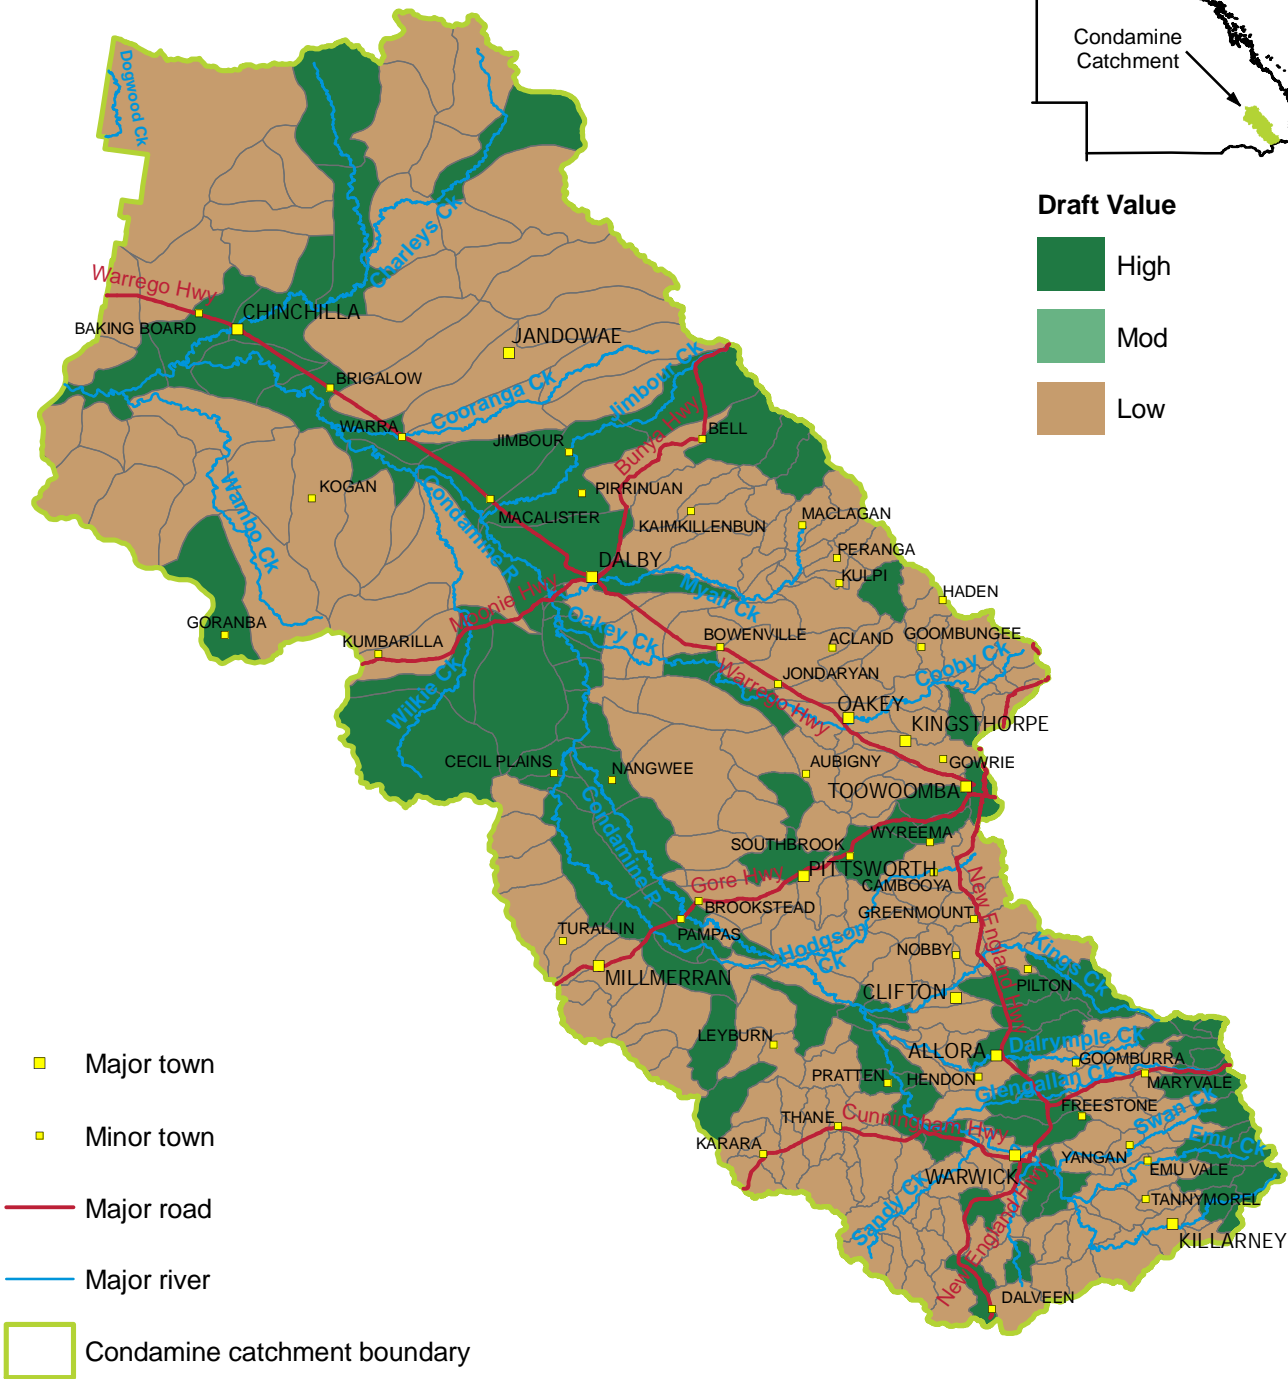 Condamine
Catchment
Draft Value
High
Mod
Low
Dogwood Ck
Charleys Ck
Warrego Hwy
CHINCHILLA
BAKING BOARD
JANDOWAE
BRIGALOW
Cooranga Ck
Jimbour Ck
WARRA
JIMBOUR
Bunya Hwy
BELL
KOGAN
Wambo Ck
Condamine R
PIRRINUAN
MACALISTER
KAIMKILLENBUN
MACLAGAN
PERANGA
DALBY
KULPI
Myall Ck
HADEN
Moonie Hwy
GORANBA
KUMBARILLA
Oakey Ck
BOWENVILLE
ACLAND
GOOMBUNGEE
Cooby Ck
Wilkie Ck
Warrego Hwy
JONDARYAN
OAKEY
KINGSTHORPE
CECIL PLAINS
NANGWEE
AUBIGNY
GOWRIE
TOOWOOMBA
Condamine R
SOUTHBROOK
WYREEMA
Gore Hwy
PITTSWORTH
CAMBOOYA
BROOKSTEAD
GREENMOUNT
New England Hwy
TURALLIN
PAMPAS
Hodgson
Ck
NOBBY
Kings Ck
MILLMERRAN
CLIFTON
PILTON
LEYBURN
ALLORA
Dalrymple Ck
GOOMBURRA
PRATTEN
HENDON
Glengallan Ck
MARYVALE
THANE
Cunningham Hwy
FREESTONE
Swan Ck
KARARA
YANGAN
Emu Ck
EMU VALE
WARWICK
Sandy Ck
TANNYMOREL
New England Hwy
KILLARNEY
DALVEEN
Major town
Minor town
Major road
Major river
Condamine catchment boundary